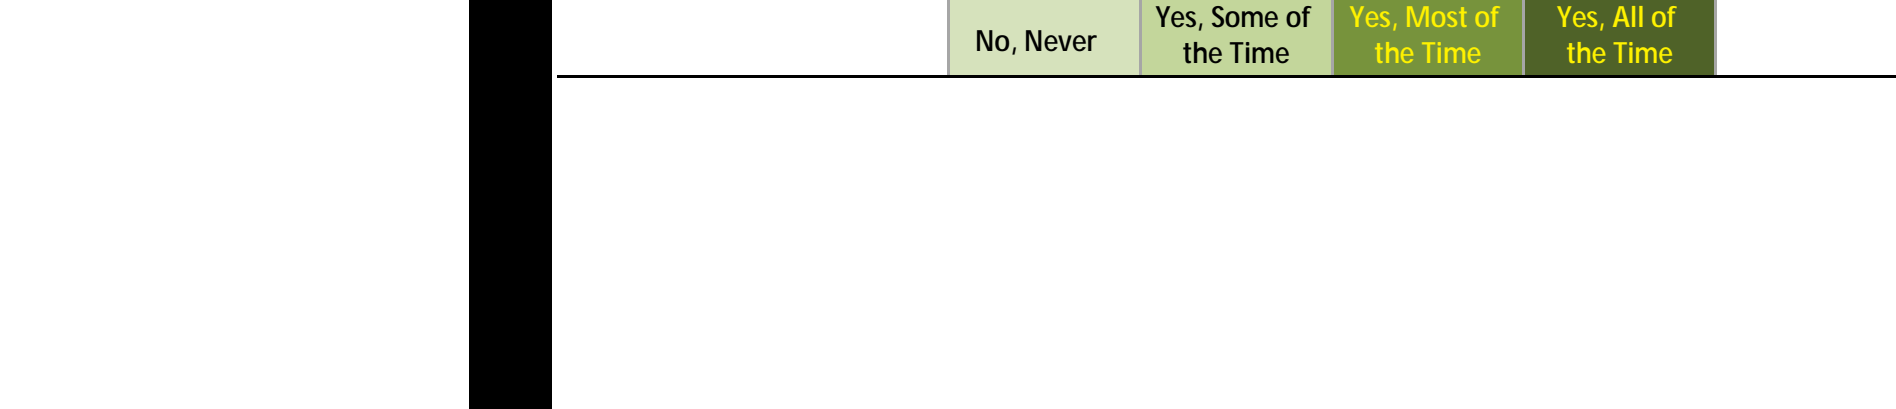 No, Never
Yes, Some of
the Time
Yes, Most of
the Time
Yes, All of
the Time